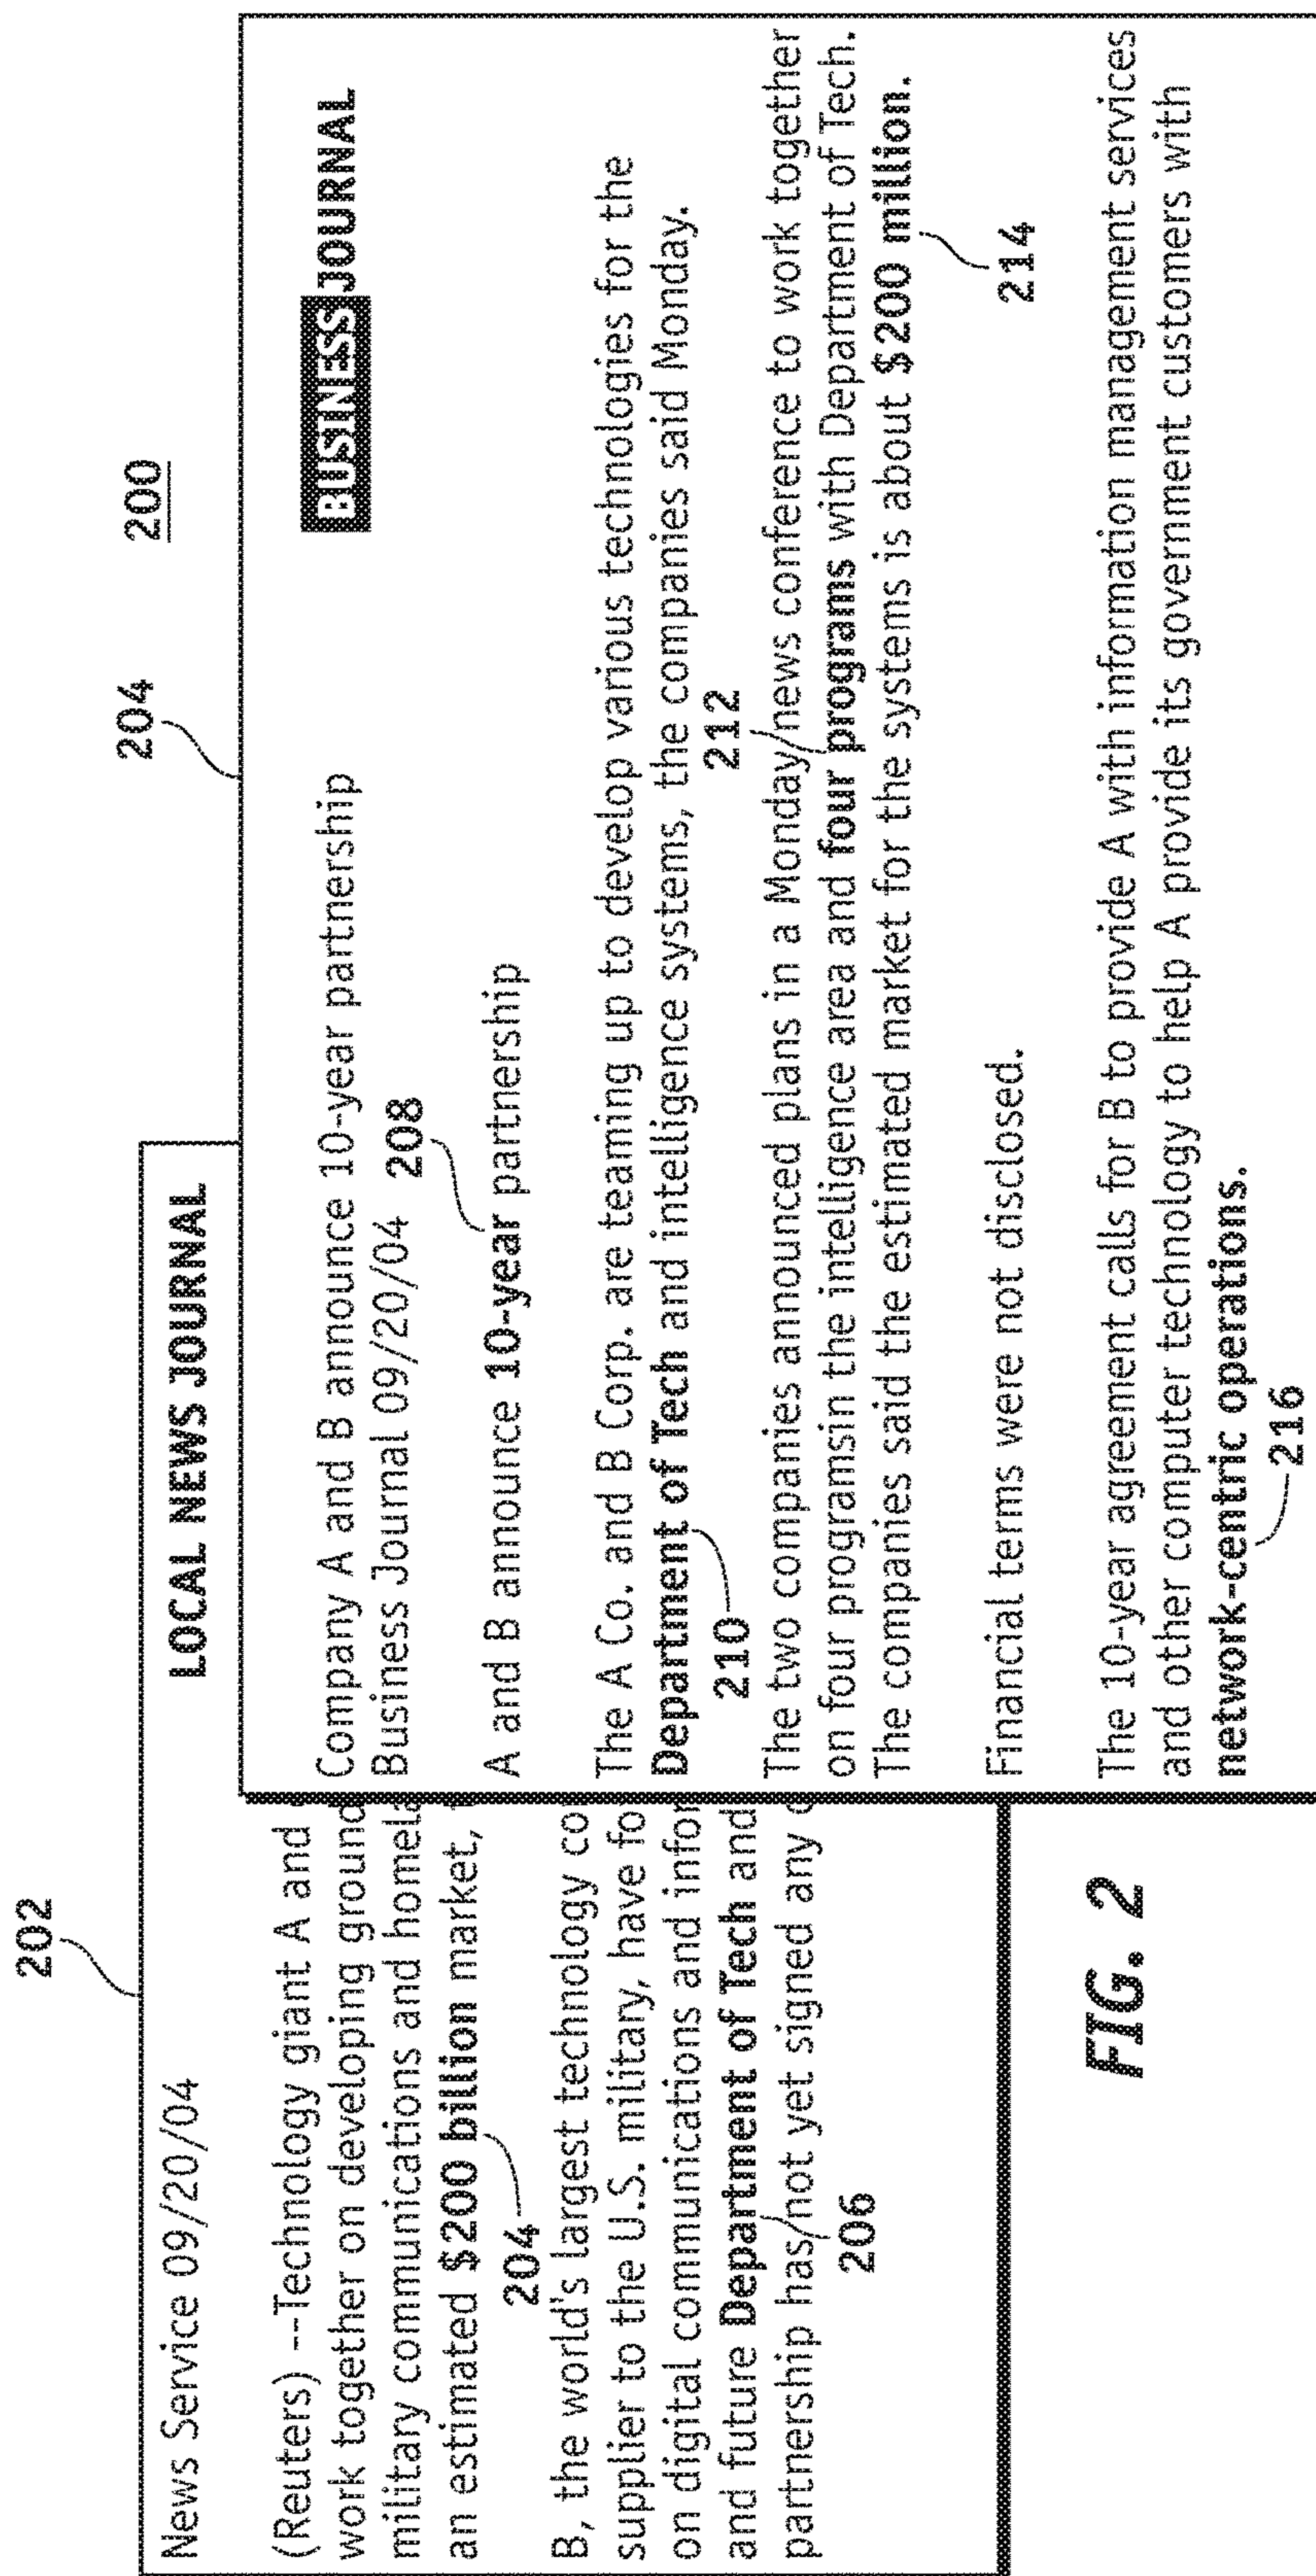 200
202
LOCAL NEWS JOURNAL
News Service 09/20/04
(Reuters) --Technology giant A and
work together on developing ground
military communications and
an estimated $200 billion market,
204
B, the world's largest technology
supplier to the U.S. military, have
on digital communications and
and future Department of Tech and
partnership has not yet signed any
206
204
BUSINESS JOURNAL
Company A and B announce 10-year partnership
Business Journal 09/20/04
208
A and B announce 10-year partnership
The A Co. and B Corp. are teaming up to develop various technologies for the
Department of Tech and intelligence systems, the companies said Monday.
210
212
The two companies announced plans in a Monday news conference to work together
on four programsin the intelligence area and four programs with Department of Tech.
The companies said the estimated market for the systems is about $200 million.
214
Financial terms were not disclosed.
The 10-year agreement calls for B to provide A with information management services
and other computer technology to help A provide its government customers with
network-centric operations.
216
FIG. 2